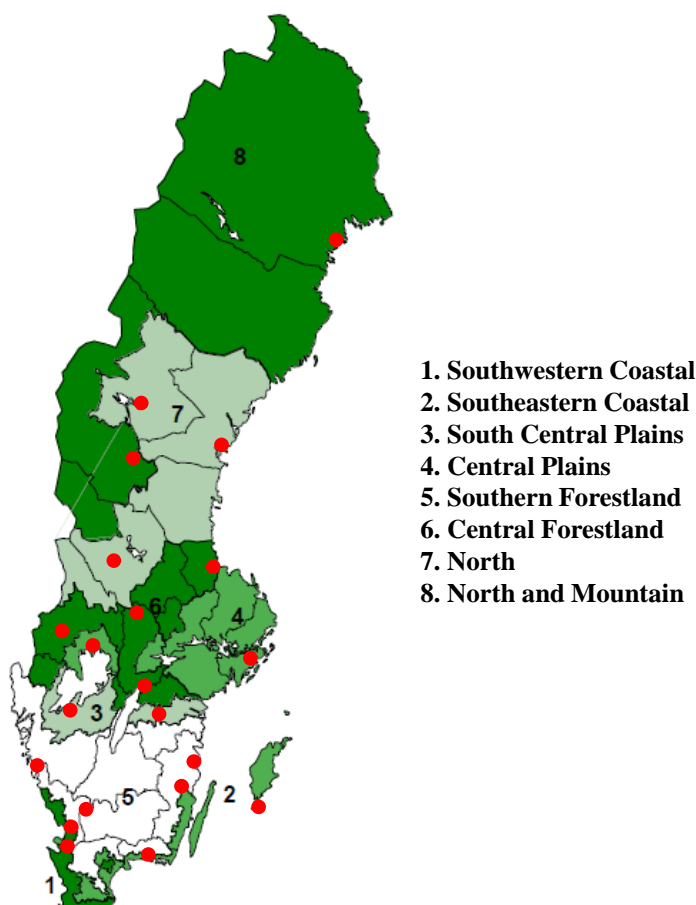 8
7
6
4
3
5
2
1
1. Southwestern Coastal
2. Southeastern Coastal
3. South Central Plains
4. Central Plains
5. Southern Forestland
6. Central Forestland
7. North
8. North and Mountain